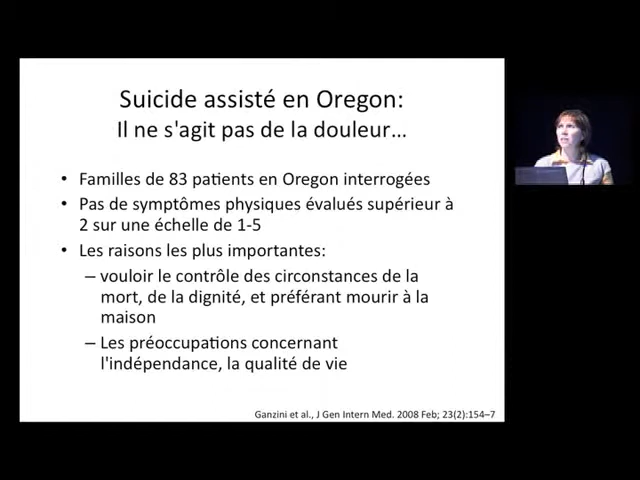 Suicide assisté en Oregon:
Il ne s'agit pas de la douleur…
• Familles de 83 patients en Oregon interrogées
• Pas de symptômes physiques évalués supérieur à
2 sur une échelle de 1-5
• Les raisons les plus importantes:
– vouloir le contrôle des circonstances de la
mort, de la dignité, et préférant mourir à la
maison
– Les préoccupations concernant
l'indépendance, la qualité de vie
Ganzini et al., J Gen Intern Med. 2008 Feb; 23(2):154–7